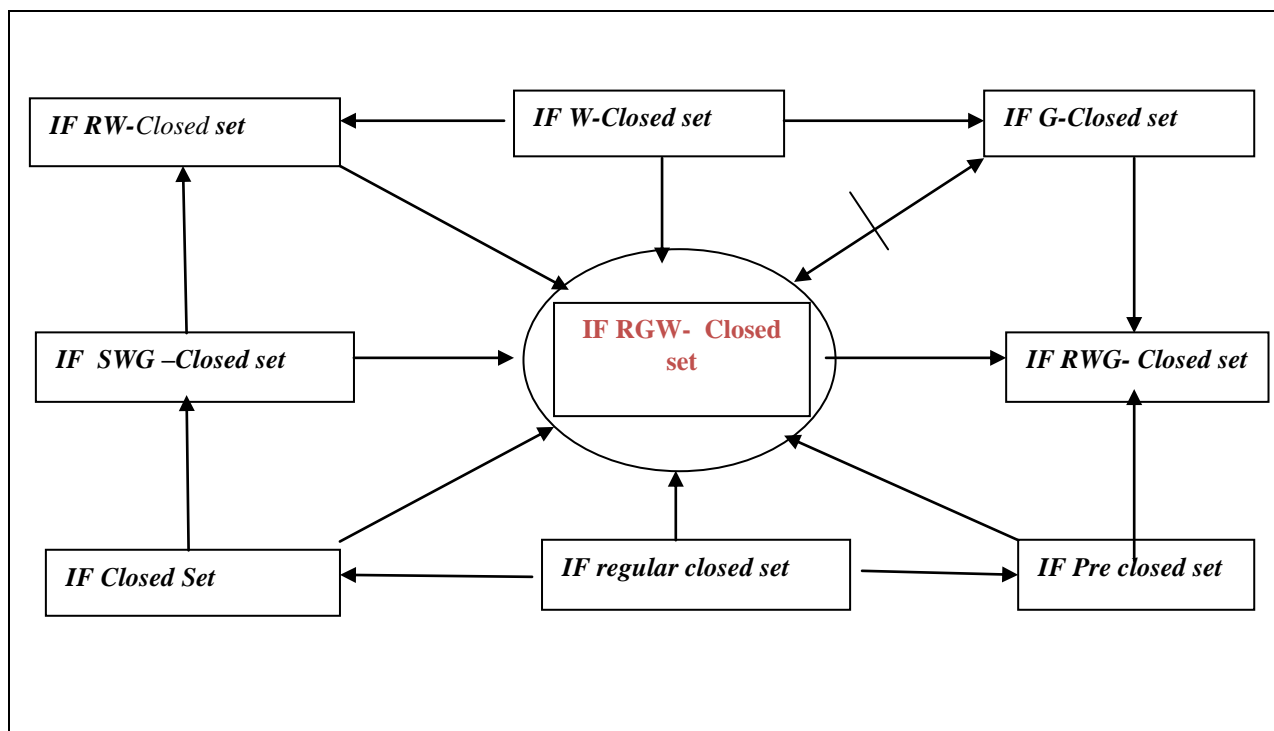 IF RW-Closed set
IF W-Closed set
IF G-Closed set
IF RGW- Closed
set
IF SWG –Closed set
IF RWG- Closed set
IF Closed Set
IF regular closed set
IF Pre closed set